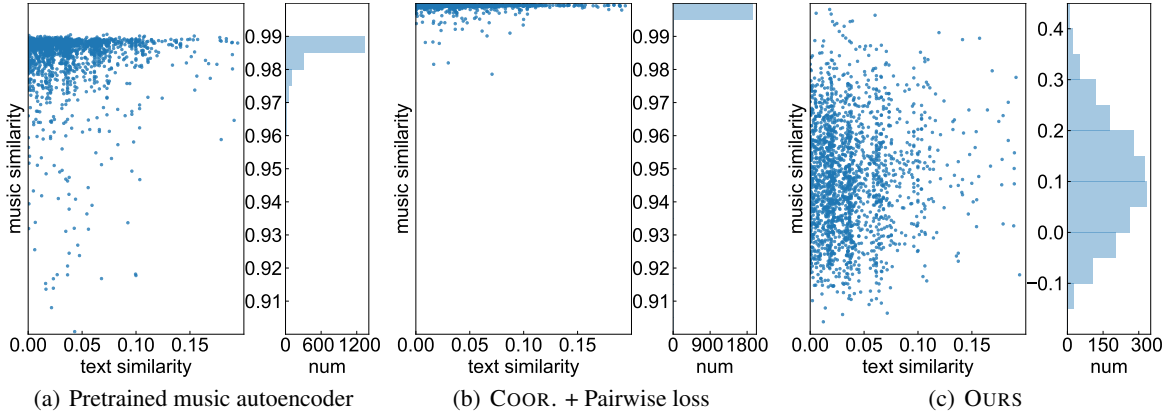 music similarity
0.99
0.98
0.97
0.96
0.95
0.94
0.93
0.92
0.91
0.00 0.05 0.10 0.15
text similarity
0 600 1200
num
(a) Pretrained music autoencoder
music similarity
0.99
0.98
0.97
0.96
0.95
0.94
0.93
0.92
0.91
0.00 0.05 0.10 0.15
text similarity
0 900 1800
num
(b) COOR. + Pairwise loss
music similarity
0.4
0.3
0.2
0.1
0.0
−0.1
0.00 0.05 0.10 0.15
text similarity
0 150 300
num
(c) OURS